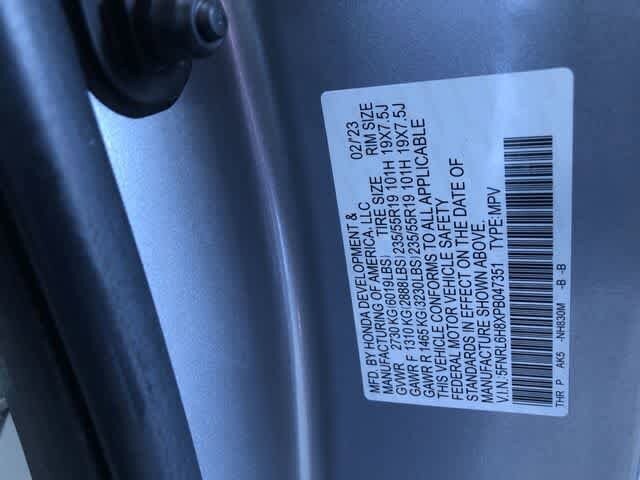 MFD. BY HONDA DEVELOPMENT &
MANUFACTURING OF AMERICA, LLC 02/'23
GVWR 2730 KG(6019LBS) TIRE SIZE RIM SIZE
GAWR F 1310 KG(2888LBS) 235/55R19 101H 19X7.5J
GAWR R 1465 KG(3230LBS) 235/55R19 101H 19X7.5J
THIS VEHICLE CONFORMS TO ALL APPLICABLE
FEDERAL MOTOR VEHICLE SAFETY
STANDARDS IN EFFECT ON THE DATE OF
MANUFACTURE SHOWN ABOVE.
V.I.N. 5FNRL6H8XPB047351 TYPE: MPV
THR P AK5 -NH830M -B -B